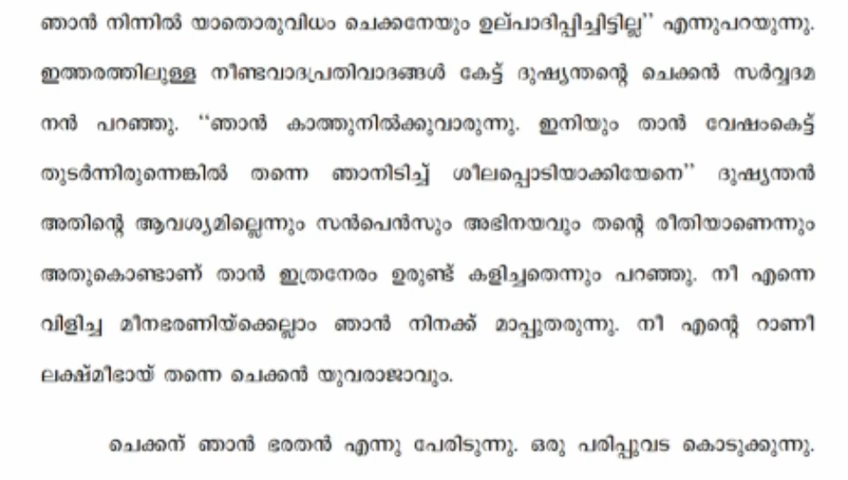 ഞാൻ നിന്നിൽ യാതൊരുവിധം ചെക്കനേയും ഉല്പാദിപ്പിച്ചിട്ടില്ല” എന്നുപറയുന്നു.
ഇത്തരത്തിലുള്ള നീണ്ടവാദപ്രതിവാദങ്ങൾ കേട്ട് ദുഷ്യന്തന്റെ ചെക്കൻ സർവ്വദമ
നൻ പറഞ്ഞു. “ഞാൻ കാത്തുനിൽക്കുവാരുന്നു. ഇനിയും താൻ വേഷംകെട്ട്
തുടർന്നിരുന്നെങ്കിൽ തന്നെ ഞാനിടിച്ച് ശീലപ്പൊടിയാക്കിയേനെ” ദുഷ്യന്തൻ
അതിന്റെ ആവശ്യമില്ലെന്നും സൻപെൻസും അഭിനയവും തന്റെ രീതിയാണെന്നും
അതുകൊണ്ടാണ് താൻ ഇത്രനേരം ഉരുണ്ട് കളിച്ചതെന്നും പറഞ്ഞു. നീ എന്നെ
വിളിച്ച മീനഭരണിയ്ക്കെല്ലാം ഞാൻ നിനക്ക് മാപ്പുതരുന്നു. നീ എന്റെ റാണീ
ലക്ഷ്മീഭായ് തന്നെ ചെക്കൻ യുവരാജാവും.
ചെക്കന് ഞാൻ ഭരതൻ എന്നു പേരിടുന്നു. ഒരു പരിപ്പുവട കൊടുക്കുന്നു.